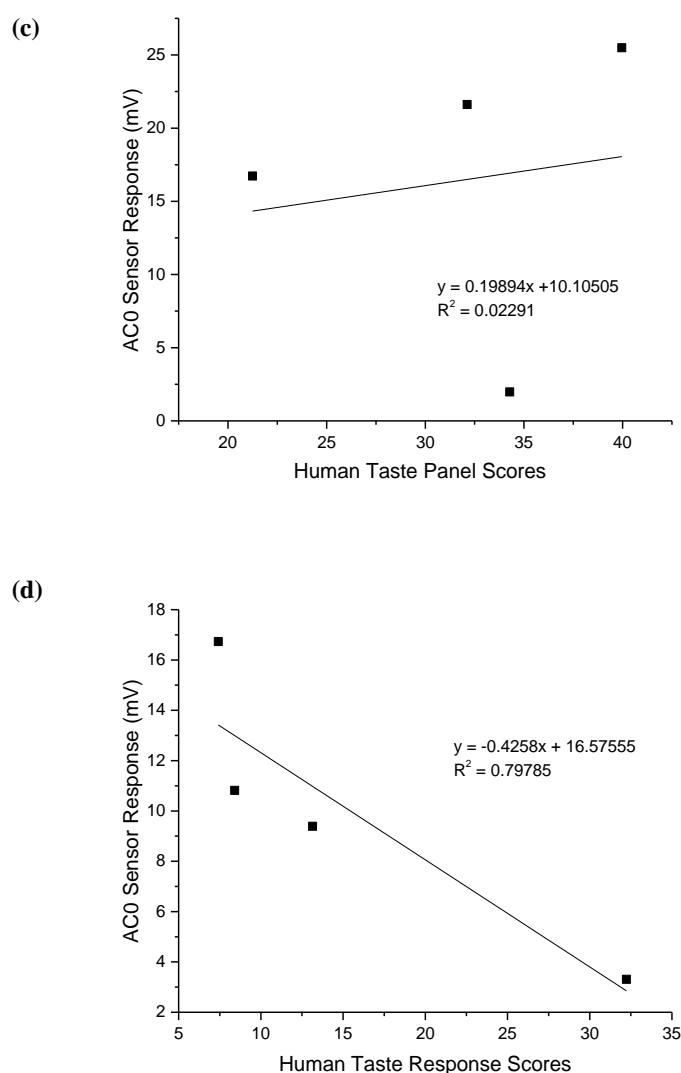 (c)
25
20
15
10
5
0
AC0 Sensor Response (mV)
y = 0.19894x +10.10505
R² = 0.02291
20 25 30 35 40
Human Taste Panel Scores
(d)
18
16
14
12
10
8
6
4
2
AC0 Sensor Response (mV)
y = -0.4258x + 16.57555
R² = 0.79785
5 10 15 20 25 30 35
Human Taste Response Scores